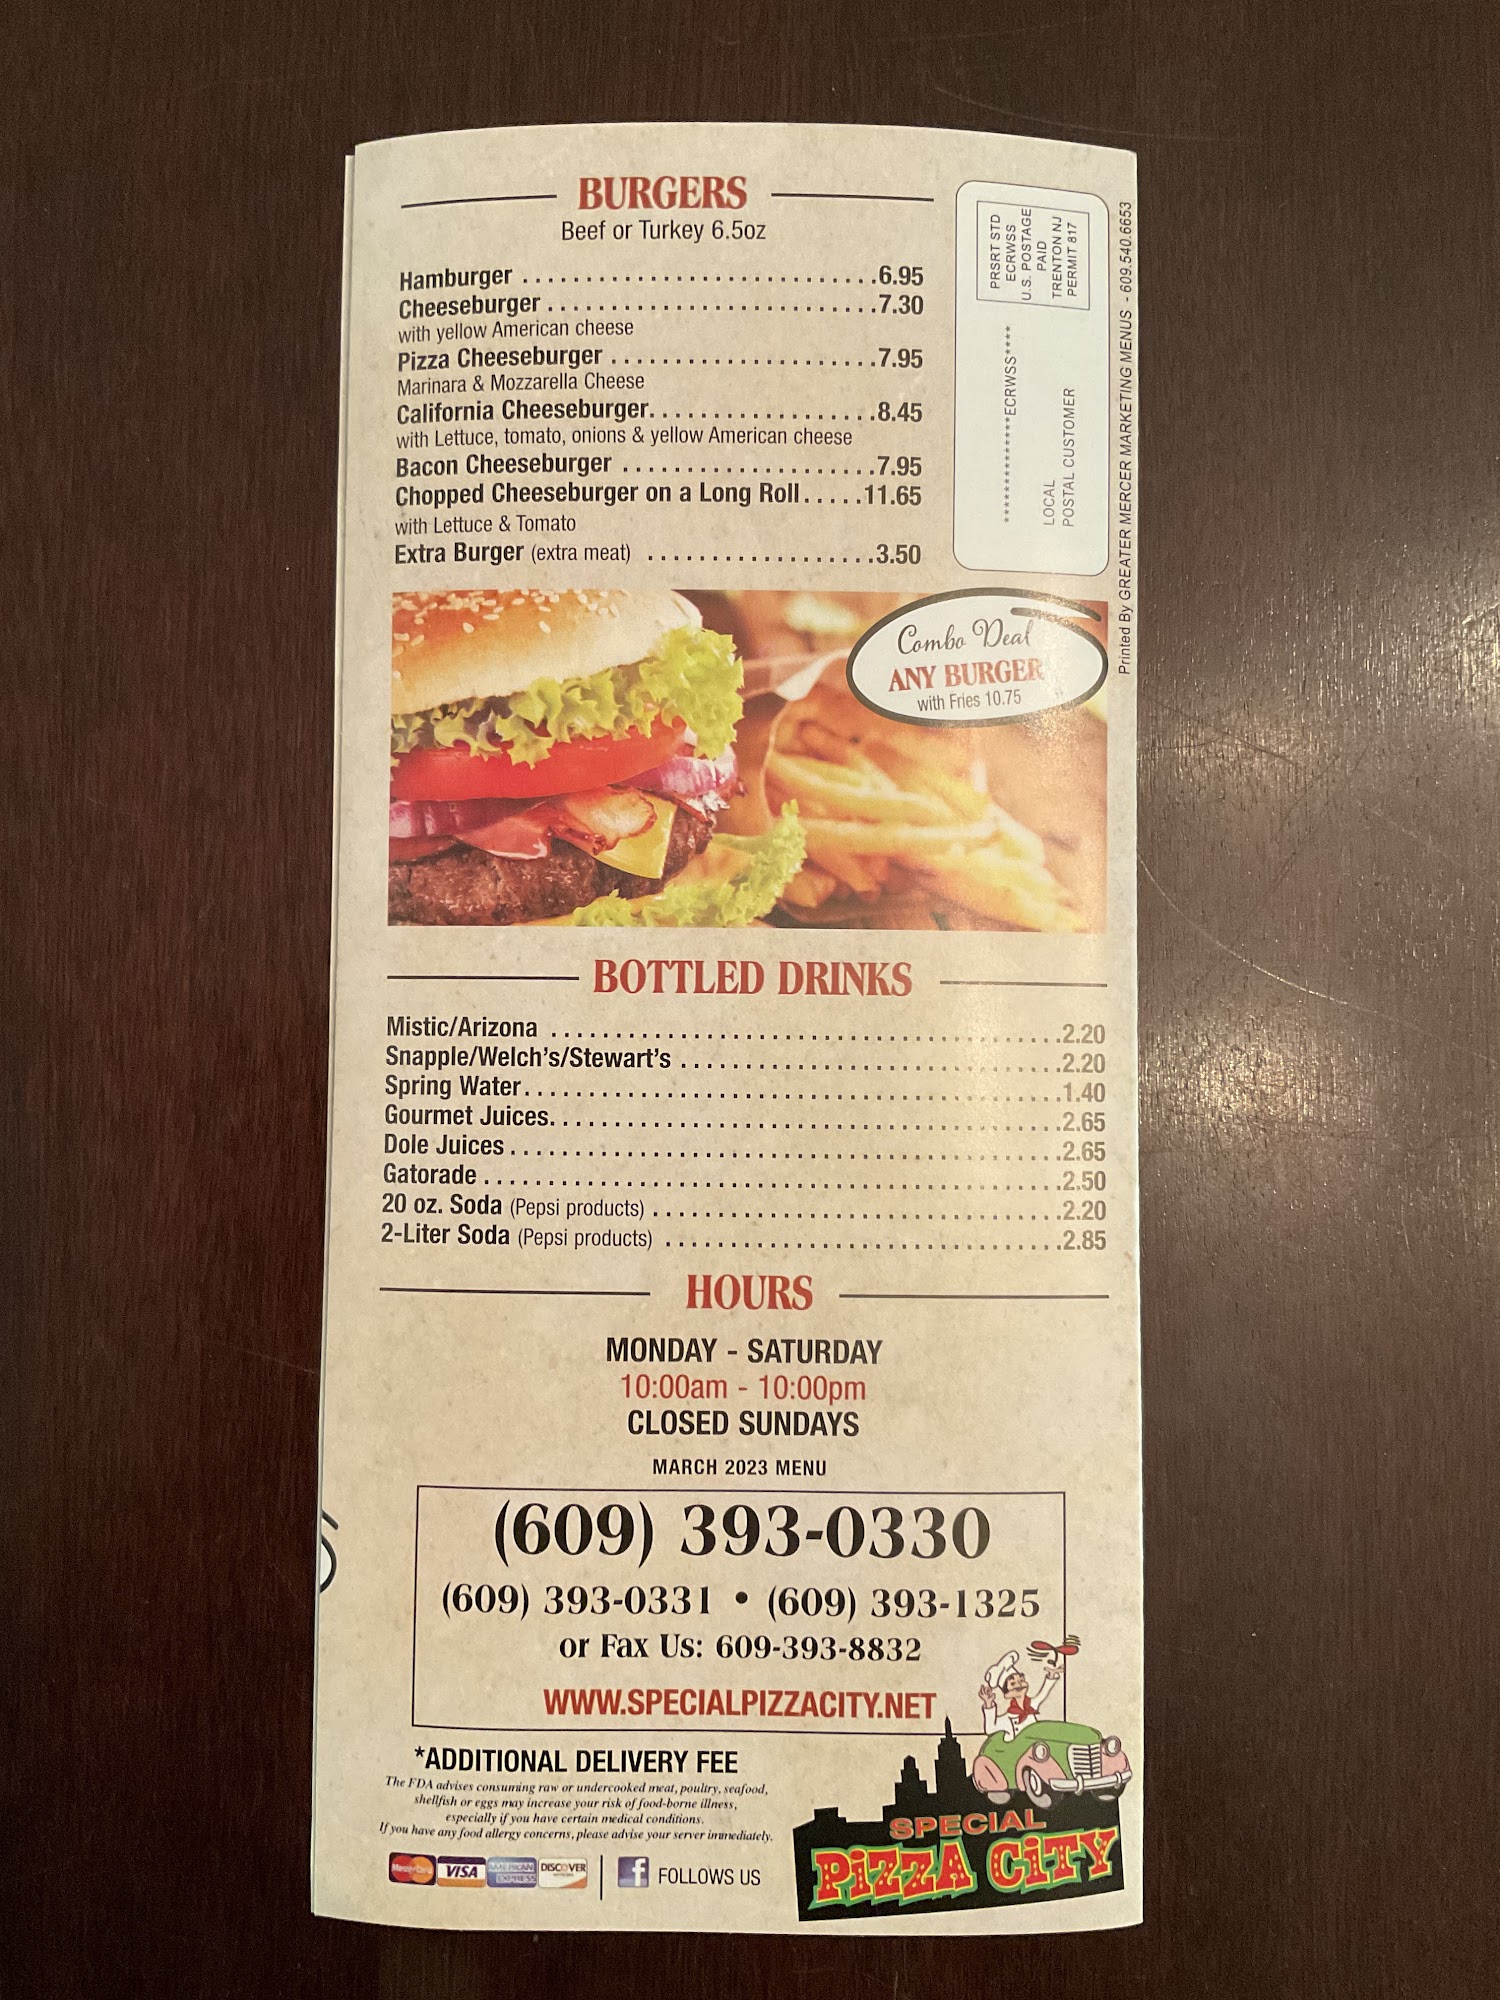 BURGERS
Beef or Turkey 6.5oz
Hamburger ............................6.95
Cheeseburger ..........................7.30
with yellow American cheese
Pizza Cheeseburger .....................7.95
Marinara & Mozzarella Cheese
California Cheeseburger..................8.45
with Lettuce, tomato, onions & yellow American cheese
Bacon Cheeseburger ....................7.95
Chopped Cheeseburger on a Long Roll.....11.65
with Lettuce & Tomato
Extra Burger (extra meat) ..................3.50
PRSRT STD
ECRWSS
U.S. POSTAGE
PAID
TRENTON NJ
PERMIT 817
**************ECRWSS****
LOCAL
POSTAL CUSTOMER
Printed By GREATER MERCER MARKETING MENUS - 609.540.6653
Combo Deal
ANY BURGER
with Fries 10.75
BOTTLED DRINKS
Mistic/Arizona ........................................2.20
Snapple/Welch's/Stewart's ..............................2.20
Spring Water..........................................1.40
Gourmet Juices........................................2.65
Dole Juices ...........................................2.65
Gatorade .............................................2.50
20 oz. Soda (Pepsi products) ................................2.20
2-Liter Soda (Pepsi products) ...............................2.85
HOURS
MONDAY - SATURDAY
10:00am - 10:00pm
CLOSED SUNDAYS
MARCH 2023 MENU
(609) 393-0330
(609) 393-0331 • (609) 393-1325
or Fax Us: 609-393-8832
WWW.SPECIALPIZZACITY.NET
*ADDITIONAL DELIVERY FEE
The FDA advises consuming raw or undercooked meat, poultry, seafood,
shellfish or eggs may increase your risk of food-borne illness,
especially if you have certain medical conditions.
If you have any food allergy concerns, please advise your server immediately.
MasterCard VISA AMERICAN EXPRESS DISCOVER
f FOLLOWS US
SPECIAL
PiZZA CiTY